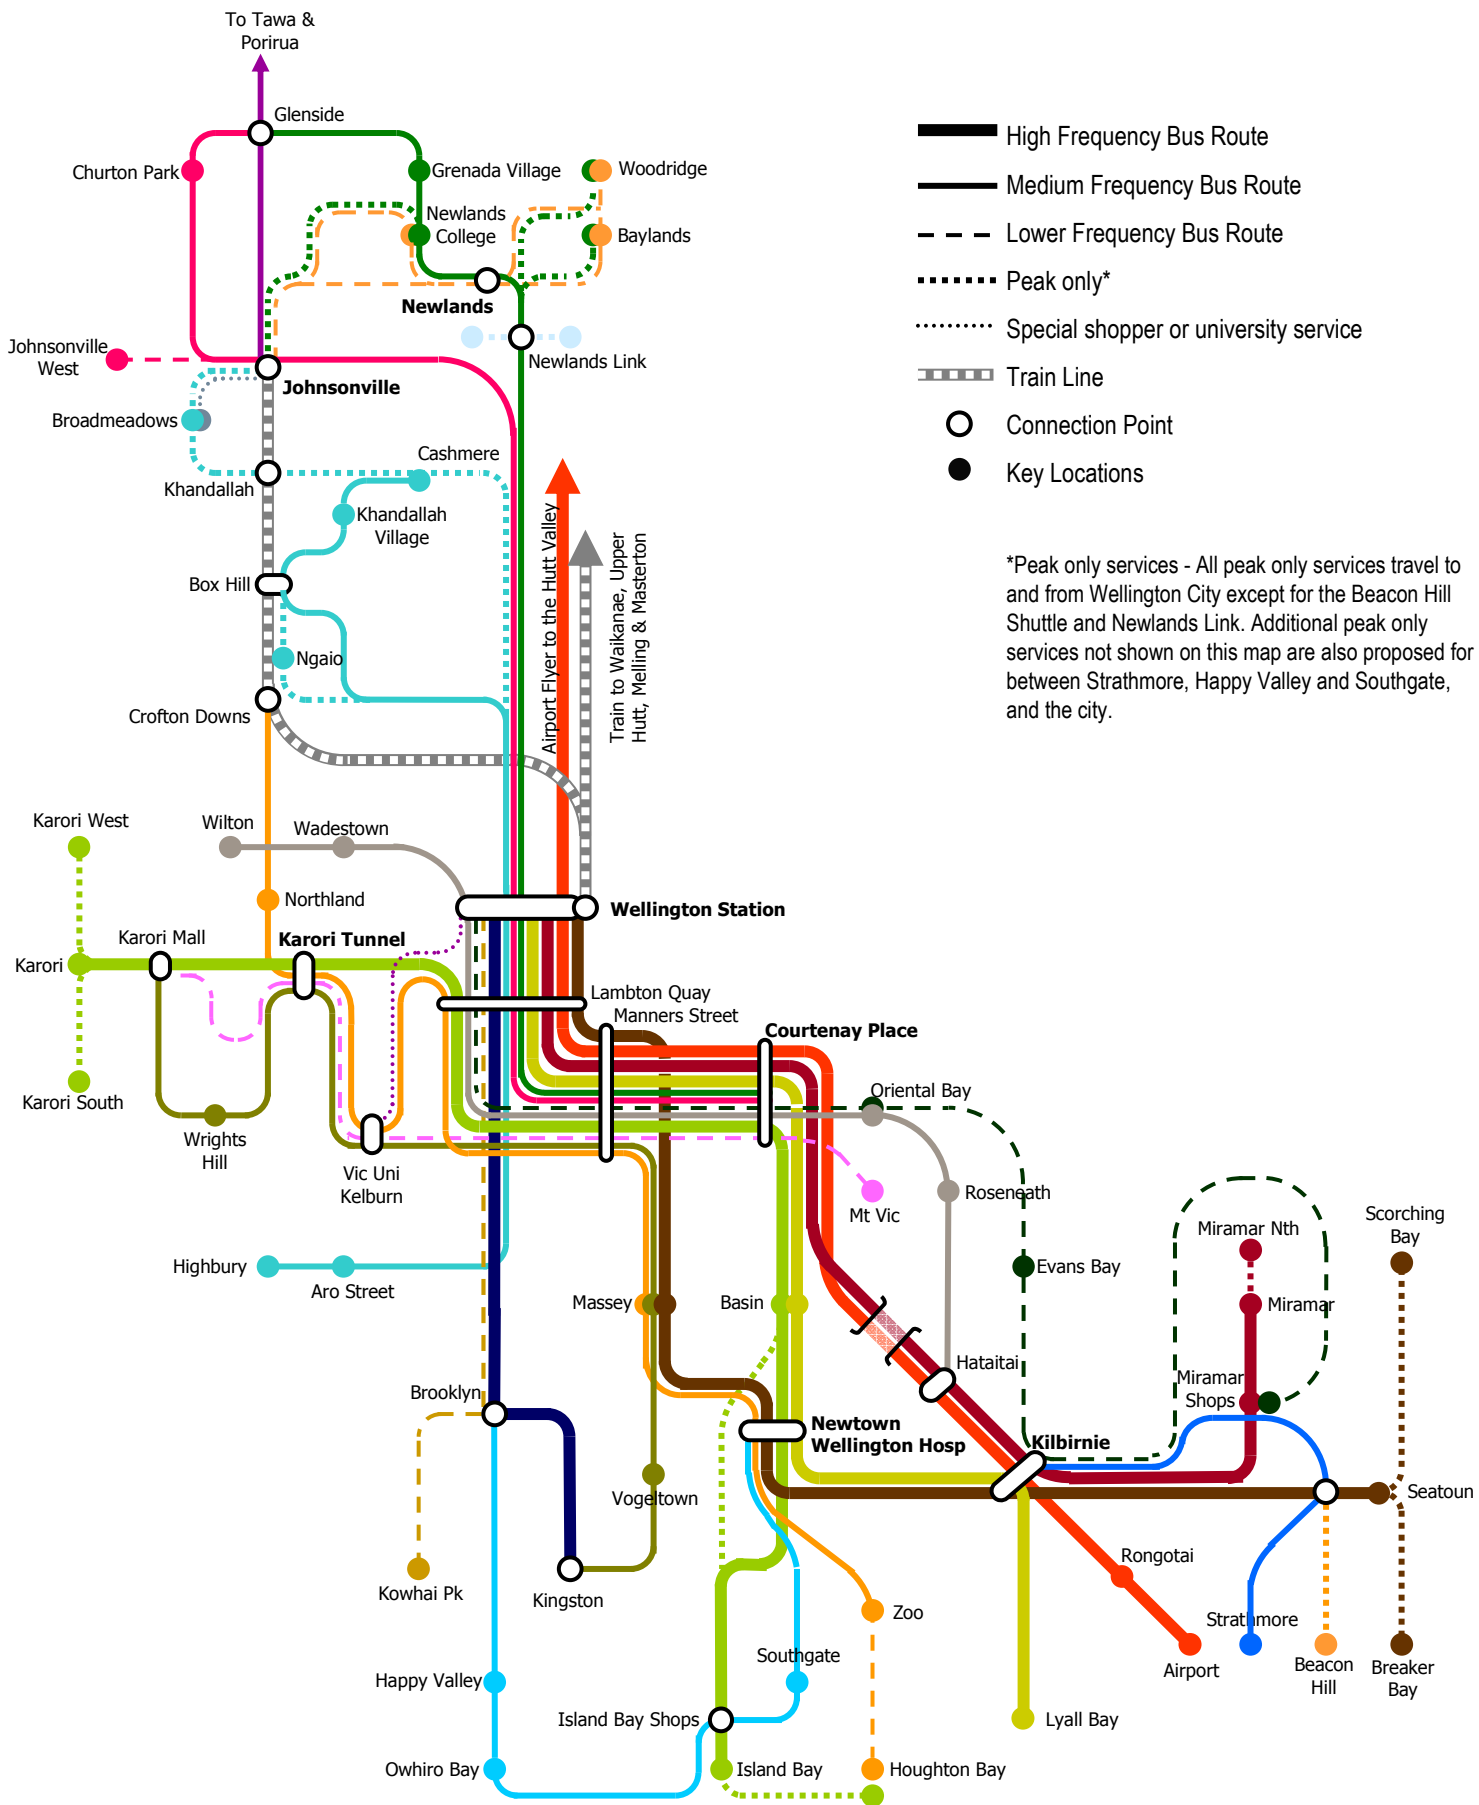 To Tawa &
Porirua
Glenside
Churton Park
Grenada Village
Woodridge
Newlands
College
Baylands
Newlands
Johnsonville
West
Newlands Link
Johnsonville
Broadmeadows
Cashmere
Khandallah
Khandallah
Village
Box Hill
Ngaio
Crofton Downs
Airport Flyer to the Hutt Valley
Train to Waikanae, Upper
Hutt, Melling & Masterton
High Frequency Bus Route
Medium Frequency Bus Route
Lower Frequency Bus Route
Peak only*
Special shopper or university service
Train Line
Connection Point
Key Locations
*Peak only services - All peak only services travel to
and from Wellington City except for the Beacon Hill
Shuttle and Newlands Link. Additional peak only
services not shown on this map are also proposed for
between Strathmore, Happy Valley and Southgate,
and the city.
Karori West
Wilton
Wadestown
Northland
Wellington Station
Karori Mall
Karori Tunnel
Karori
Lambton Quay
Manners Street
Courtenay Place
Karori South
Oriental Bay
Wrights
Hill
Vic Uni
Kelburn
Mt Vic
Roseneath
Scorching
Bay
Miramar Nth
Highbury
Aro Street
Evans Bay
Massey
Basin
Miramar
Hataitai
Miramar
Shops
Brooklyn
Newtown
Wellington Hosp
Kilbirnie
Vogeltown
Seatoun
Kowhai Pk
Kingston
Rongotai
Zoo
Strathmore
Southgate
Airport
Beacon
Hill
Breaker
Bay
Happy Valley
Island Bay Shops
Lyall Bay
Owhiro Bay
Island Bay
Houghton Bay